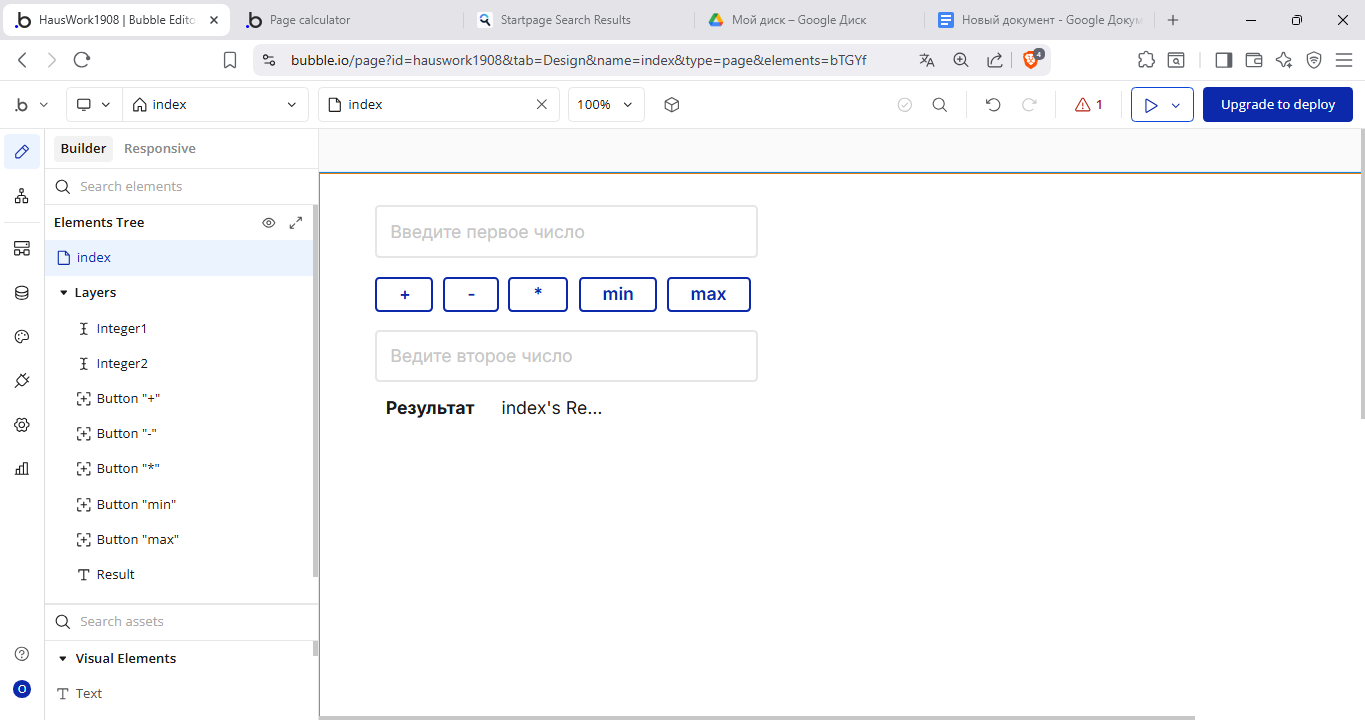 HausWork1908 | Bubble Edito
Page calculator
Startpage Search Results
Мой диск – Google Диск
Новый документ - Google Докум
bubble.io/page?id=hauswork1908&tab=Design&name=index&type=page&elements=bTGYf
4
index
index
100%
1
Upgrade to deploy
Builder
Responsive
Search elements
Elements Tree
index
Layers
Integer1
Integer2
Button "+"
Button "-"
Button "*"
Button "min"
Button "max"
Result
Search assets
Visual Elements
Text
O
Введите первое число
+
-
*
min
max
Ведите второе число
Результат
index's Re...